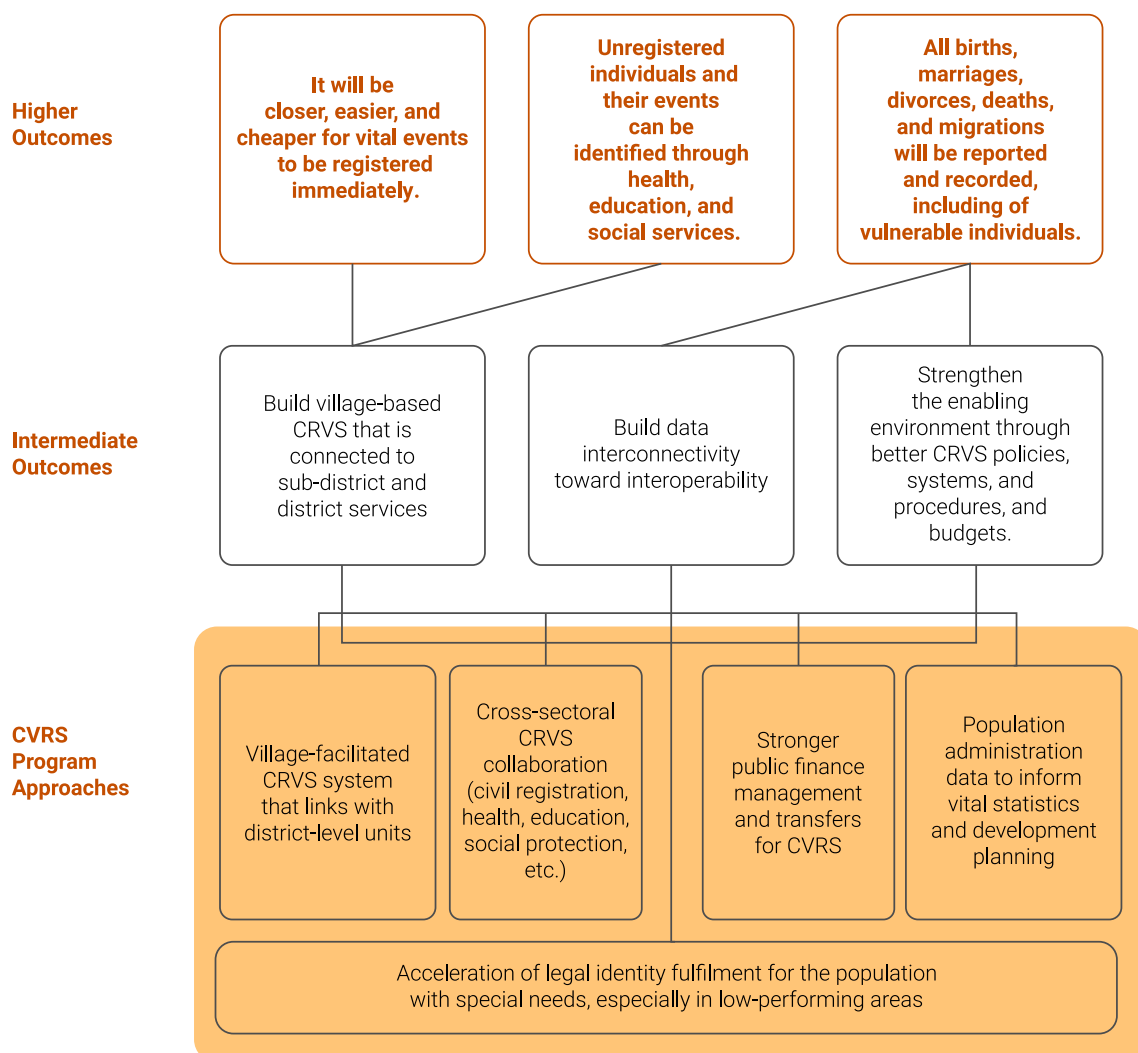 Higher
Outcomes
It will be
closer, easier, and
cheaper for vital events
to be registered
immediately.
Unregistered
individuals and
their events
can be
identified through
health,
education, and
social services.
All births,
marriages,
divorces, deaths,
and migrations
will be reported
and recorded,
including of
vulnerable individuals.
Intermediate
Outcomes
Build village-based
CRVS that is
connected to
sub-district and
district services
Build data
interconnectivity
toward interoperability
Strengthen
the enabling
environment through
better CRVS policies,
systems, and
procedures, and
budgets.
CVRS
Program
Approaches
Village-facilitated
CRVS system
that links with
district-level units
Cross-sectoral
CRVS
collaboration
(civil registration,
health, education,
social protection,
etc.)
Stronger
public finance
management
and transfers
for CVRS
Population
administration
data to inform
vital statistics
and development
planning
Acceleration of legal identity fulfilment for the population
with special needs, especially in low-performing areas